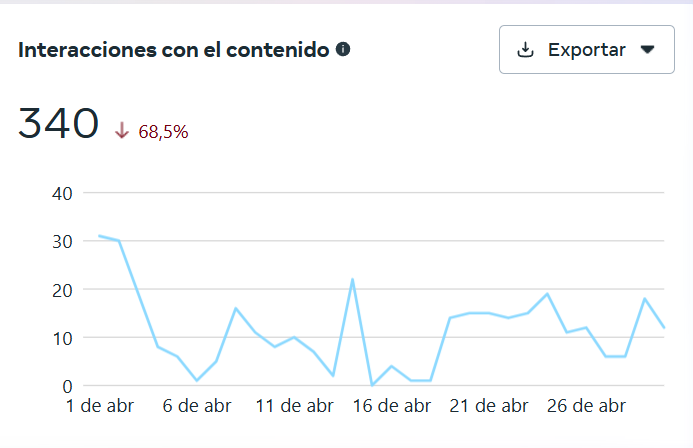 Interacciones con el contenido
Exportar
340 ↓ 68,5%
40
30
20
10
0
1 de abr 6 de abr 11 de abr 16 de abr 21 de abr 26 de abr